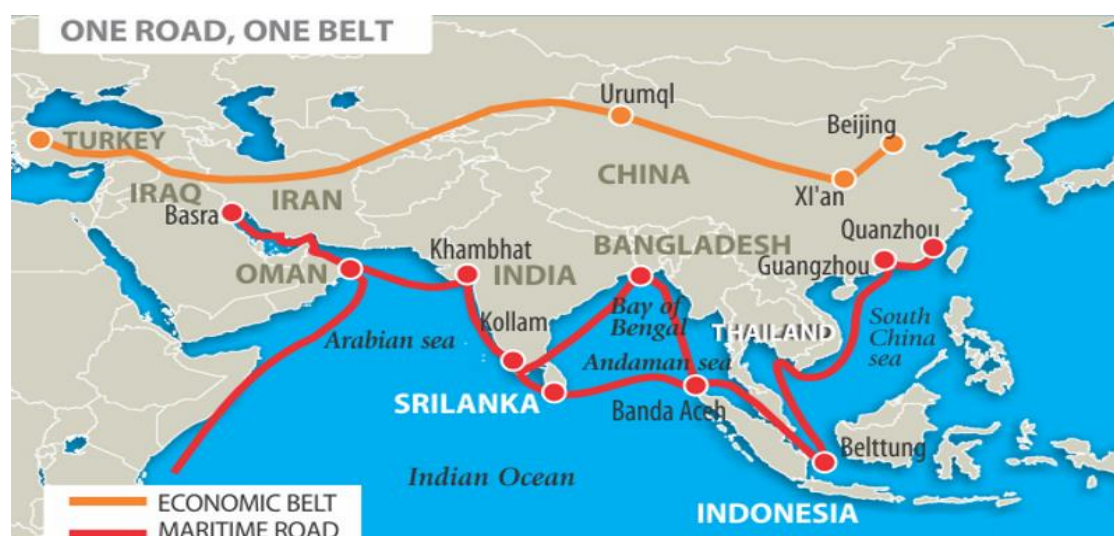 ONE ROAD, ONE BELT
Urumql
Beijing
TURKEY
CHINA
XI'an
IRAQ
IRAN
Basra
Quanzhou
Khambhat
BANGLADESH
Guangzhou
OMAN
INDIA
Bay of
Bengal
Kollam
South
China
sea
THAILAND
Arabian sea
Andaman sea
SRILANKA
Banda Aceh
Belttung
Indian Ocean
INDONESIA
ECONOMIC BELT
MARITIME ROAD